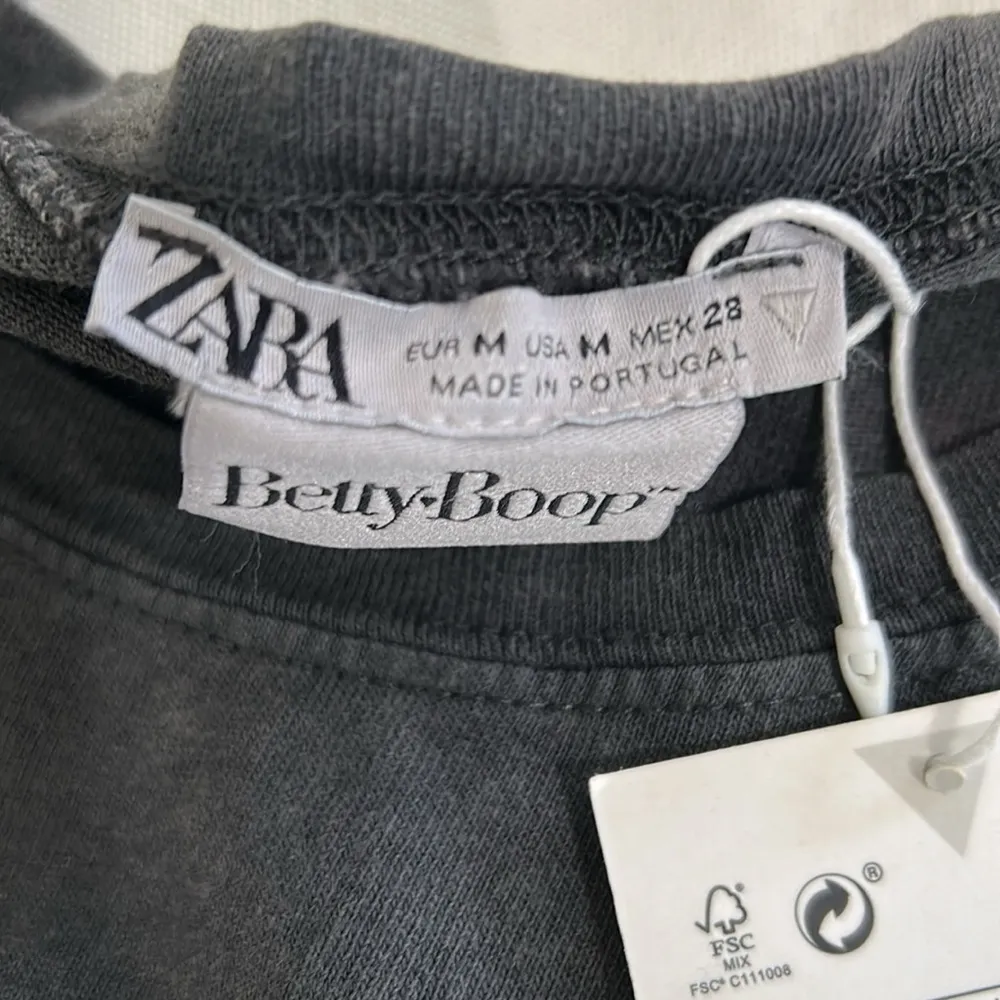 ZARA
EUR M USA M MEX 28
MADE IN PORTUGAL
Betty Boop™
®
FSC
MIX
FSC® C111008